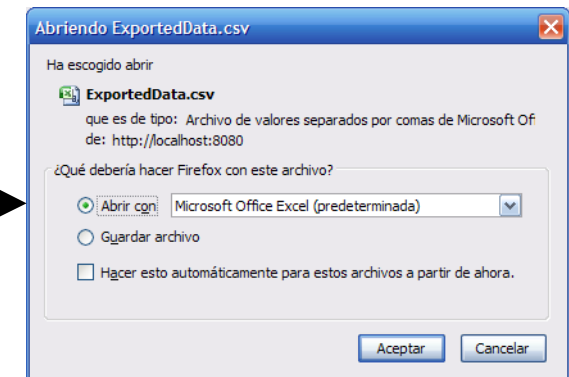 Abriendo ExportedData.csv
Ha escogido abrir
ExportedData.csv
que es de tipo: Archivo de valores separados por comas de Microsoft Off
de: http://localhost:8080
¿Qué debería hacer Firefox con este archivo?
Abrir con Microsoft Office Excel (predeterminada)
Guardar archivo
Hacer esto automáticamente para estos archivos a partir de ahora.
Aceptar Cancelar